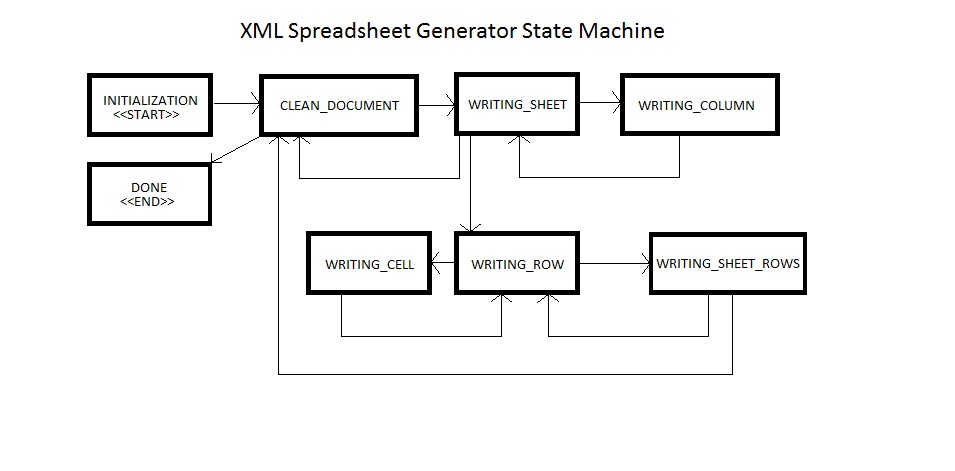 XML Spreadsheet Generator State Machine
INITIALIZATION
<<START>>
CLEAN_DOCUMENT
WRITING_SHEET
WRITING_COLUMN
DONE
<<END>>
WRITING_CELL
WRITING_ROW
WRITING_SHEET_ROWS